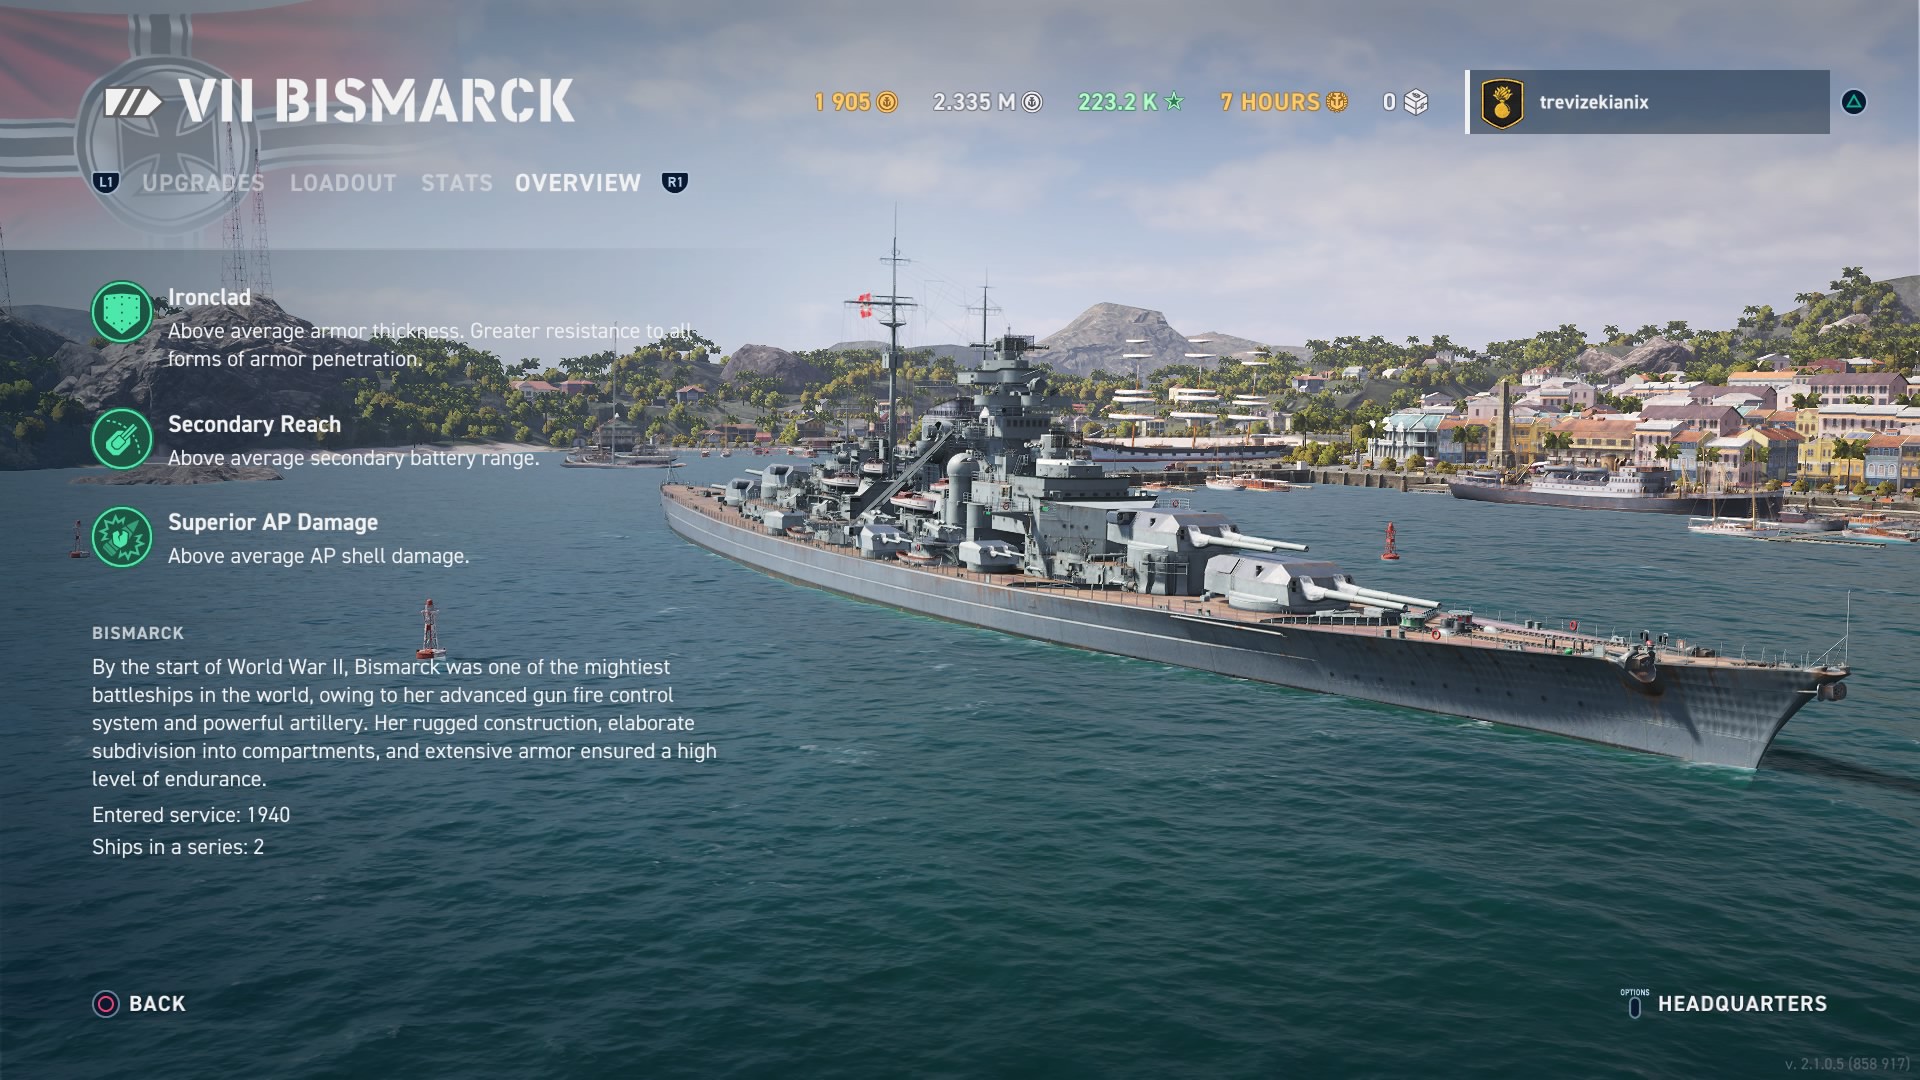 VII BISMARCK
1 905
2.335 M
223.2 K
7 HOURS
0
trevizekianix
L1 UPGRADES LOADOUT STATS OVERVIEW R1
Ironclad
Above average armor thickness. Greater resistance to all
forms of armor penetration.
Secondary Reach
Above average secondary battery range.
Superior AP Damage
Above average AP shell damage.
BISMARCK
By the start of World War II, Bismarck was one of the mightiest
battleships in the world, owing to her advanced gun fire control
system and powerful artillery. Her rugged construction, elaborate
subdivision into compartments, and extensive armor ensured a high
level of endurance.
Entered service: 1940
Ships in a series: 2
BACK
OPTIONS
HEADQUARTERS
v. 2.1.0.5 (858 917)